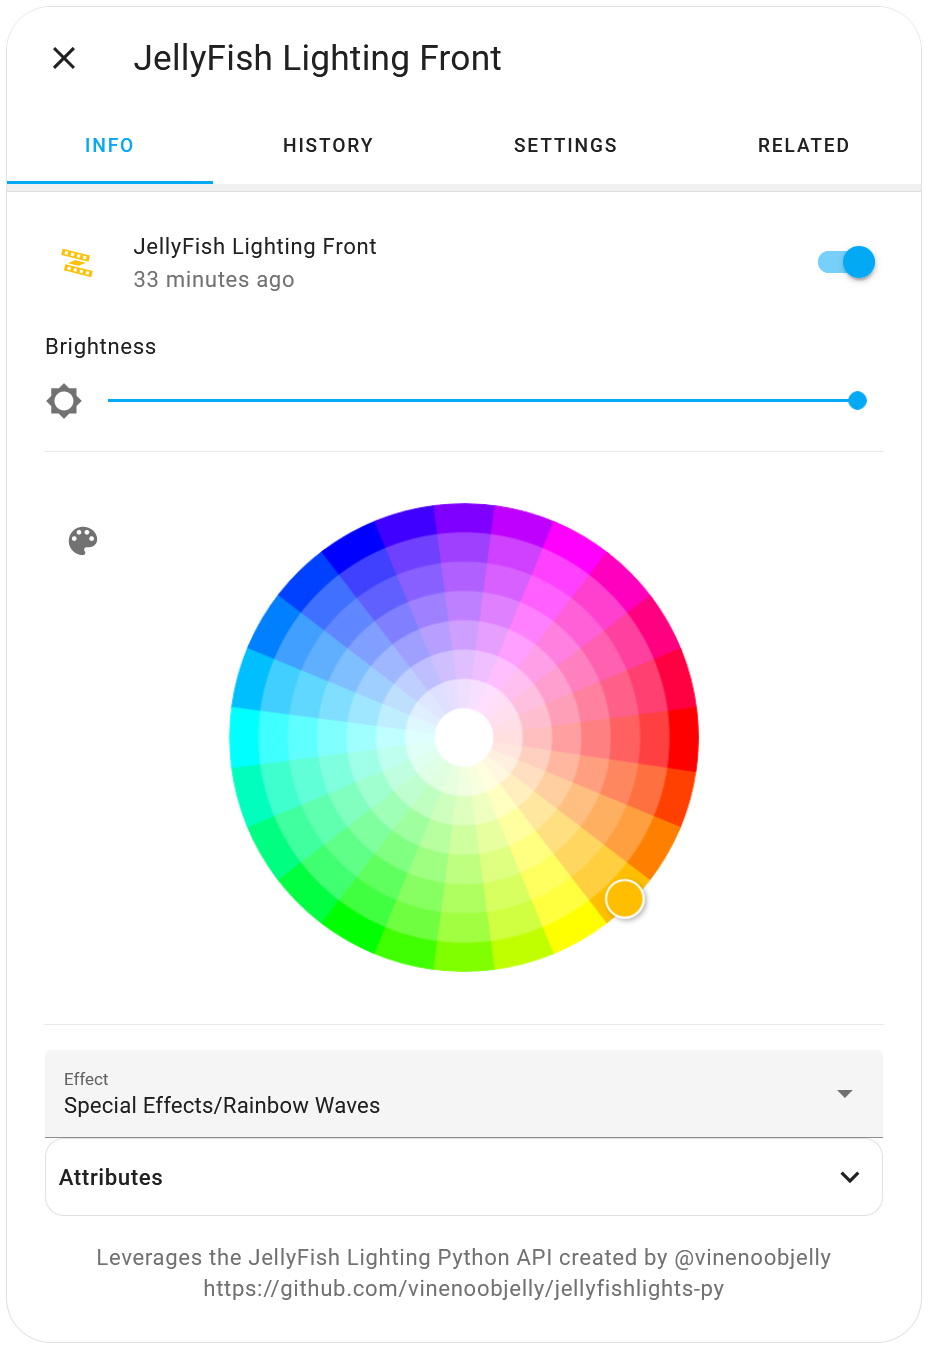 JellyFish Lighting Front
INFO HISTORY SETTINGS RELATED
JellyFish Lighting Front
33 minutes ago
Brightness
Effect
Special Effects/Rainbow Waves
Attributes
Leverages the JellyFish Lighting Python API created by @vinenoobjelly
https://github.com/vinenoobjelly/jellyfishlights-py